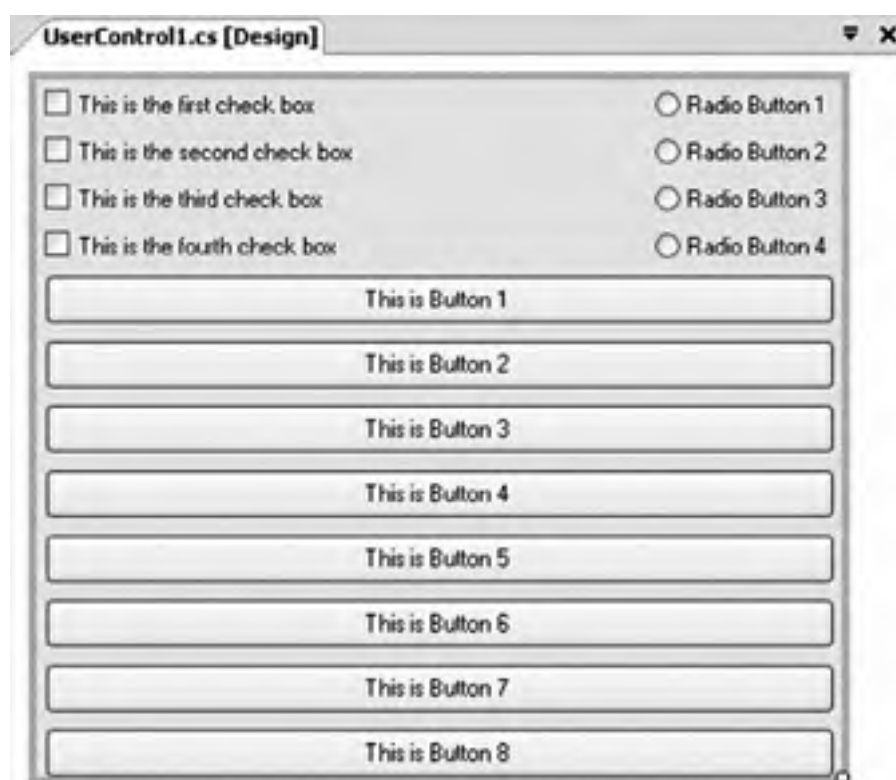 UserControl1.cs [Design]
This is the first check box Radio Button 1
This is the second check box Radio Button 2
This is the third check box Radio Button 3
This is the fourth check box Radio Button 4
This is Button 1
This is Button 2
This is Button 3
This is Button 4
This is Button 5
This is Button 6
This is Button 7
This is Button 8